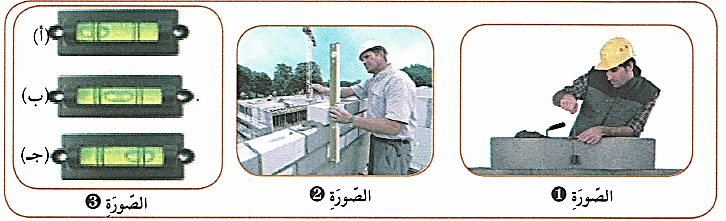 (أ)
(ب)
(جـ)
الصّورَةِ ❶
الصّورَةِ ❷
الصّورَةِ ❸